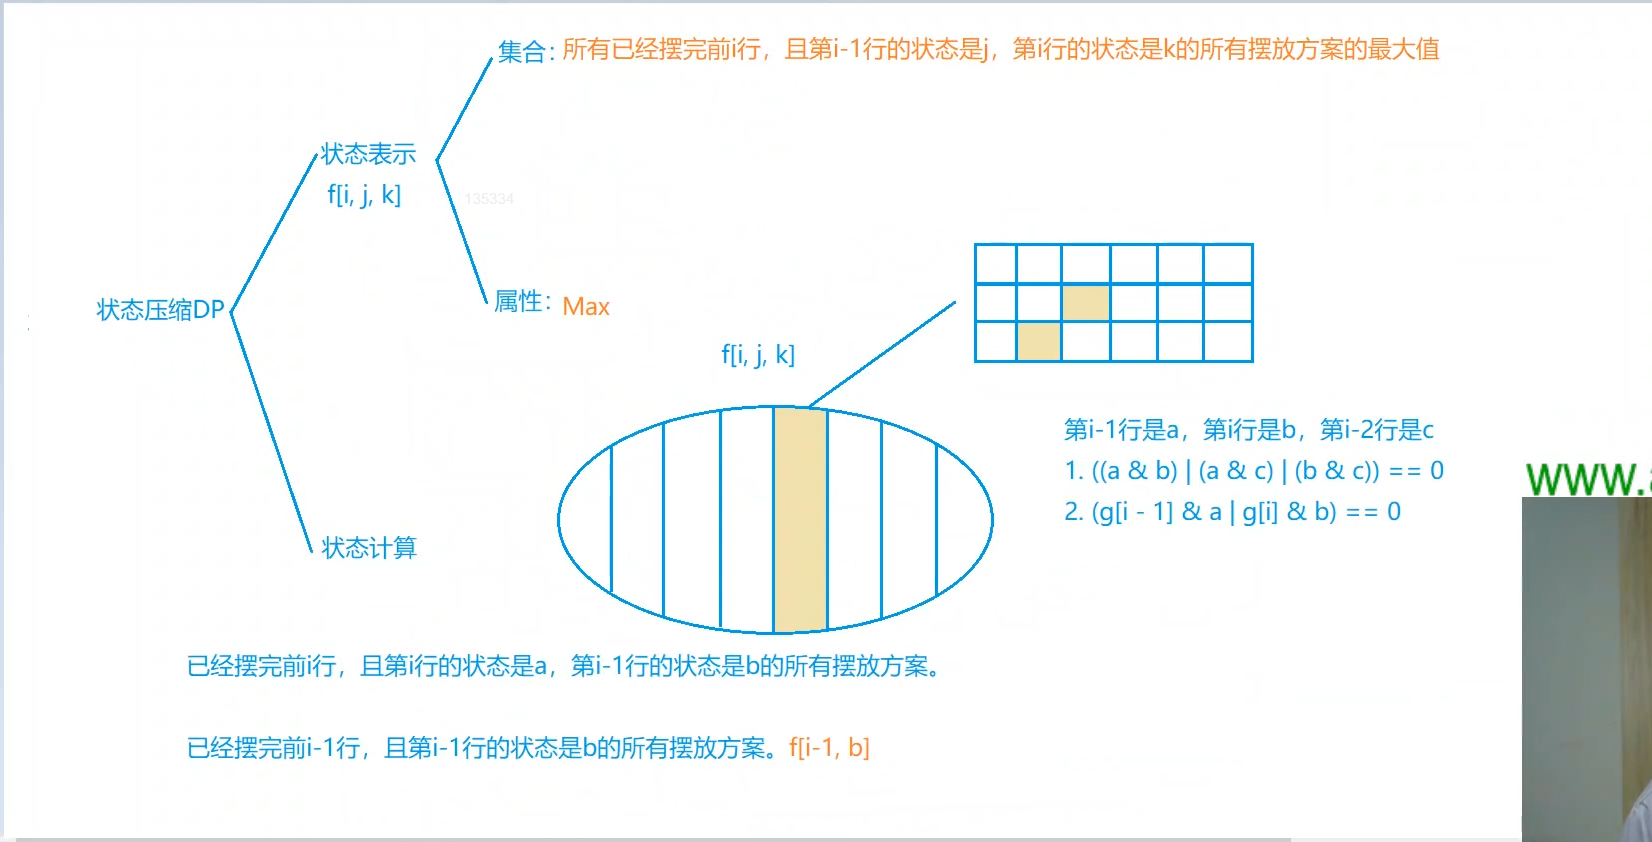 集合：所有已经摆完前i行，且第i-1行的状态是j，第i行的状态是k的所有摆放方案的最大值
状态表示
f[i, j, k]
135334
属性：Max
状态压缩DP
f[i, j, k]
第i-1行是a，第i行是b，第i-2行是c
1. ((a & b) | (a & c) | (b & c)) == 0
2. (g[i - 1] & a | g[i] & b) == 0
www.
状态计算
已经摆完前i行，且第i行的状态是a，第i-1行的状态是b的所有摆放方案。
已经摆完前i-1行，且第i-1行的状态是b的所有摆放方案。f[i-1, b]